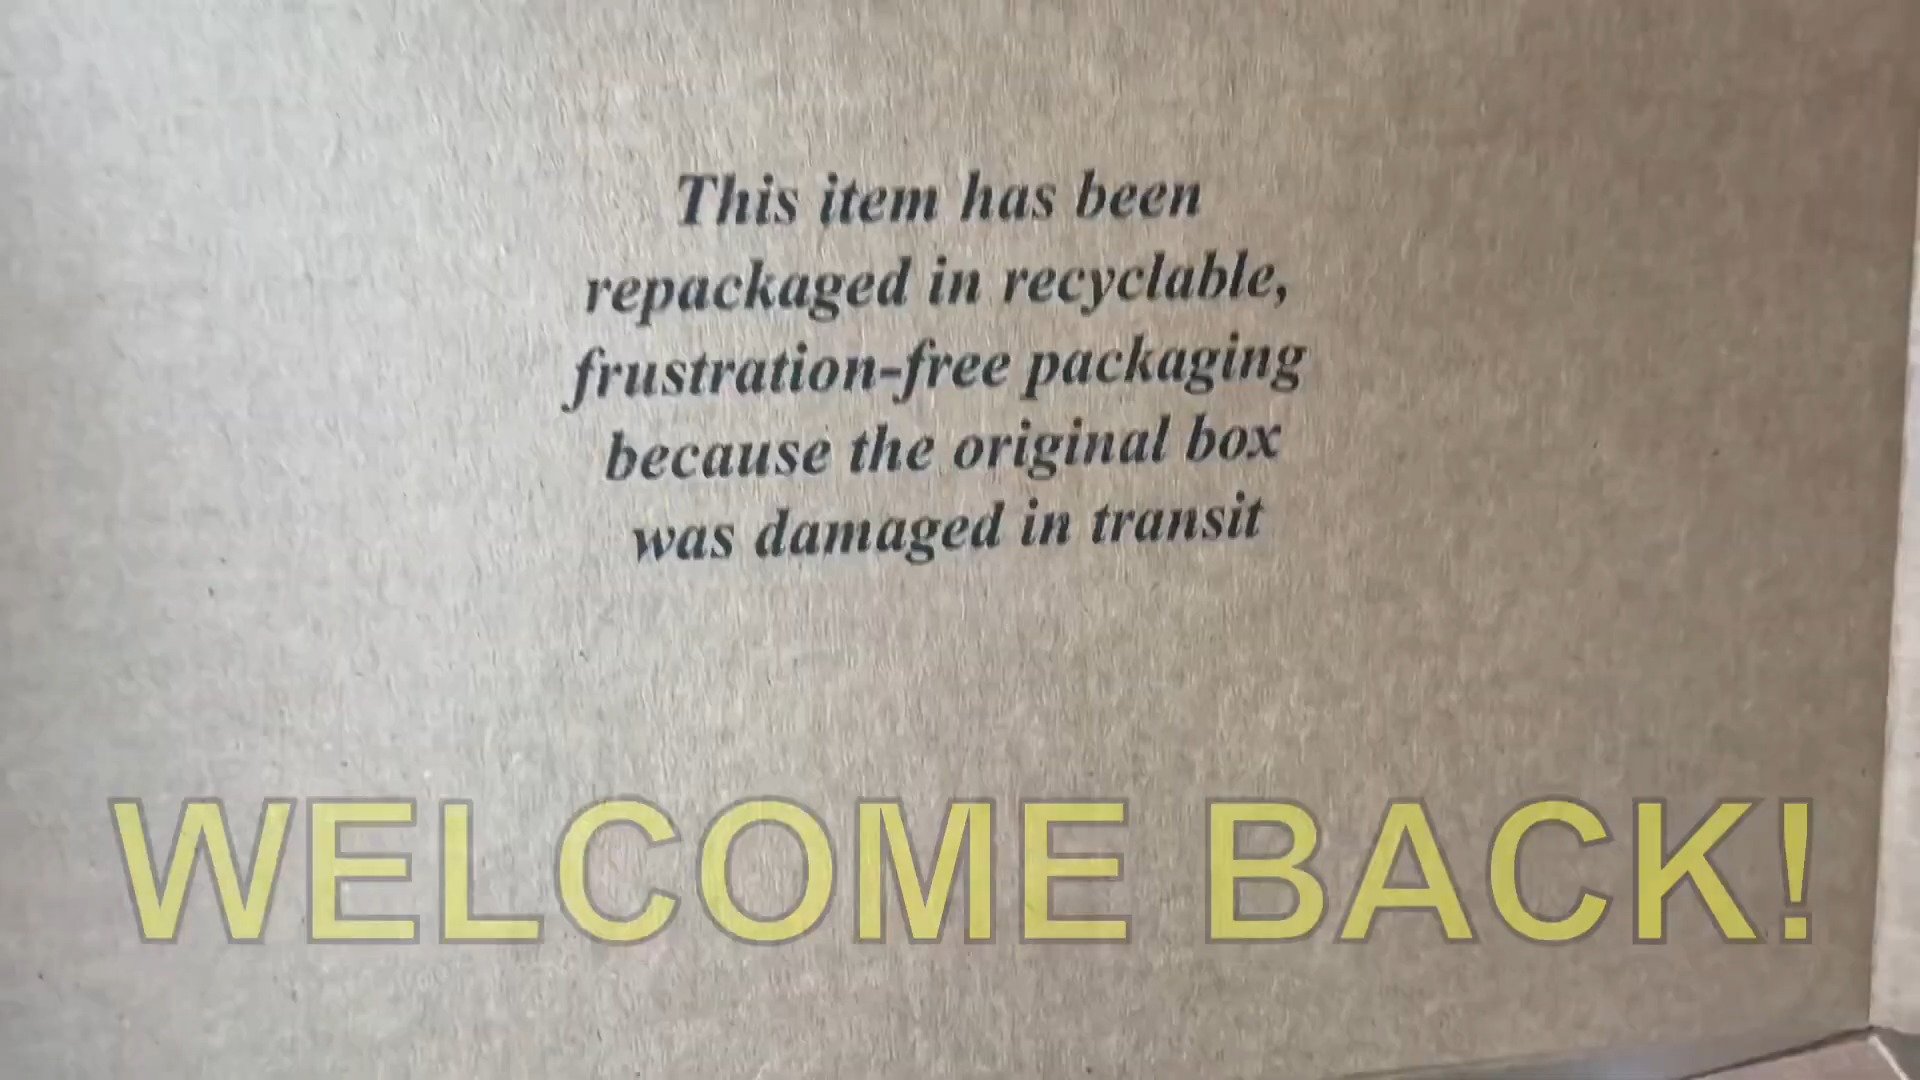 This item has been
repackaged in recyclable,
frustration-free packaging
because the original box
was damaged in transit
WELCOME BACK!